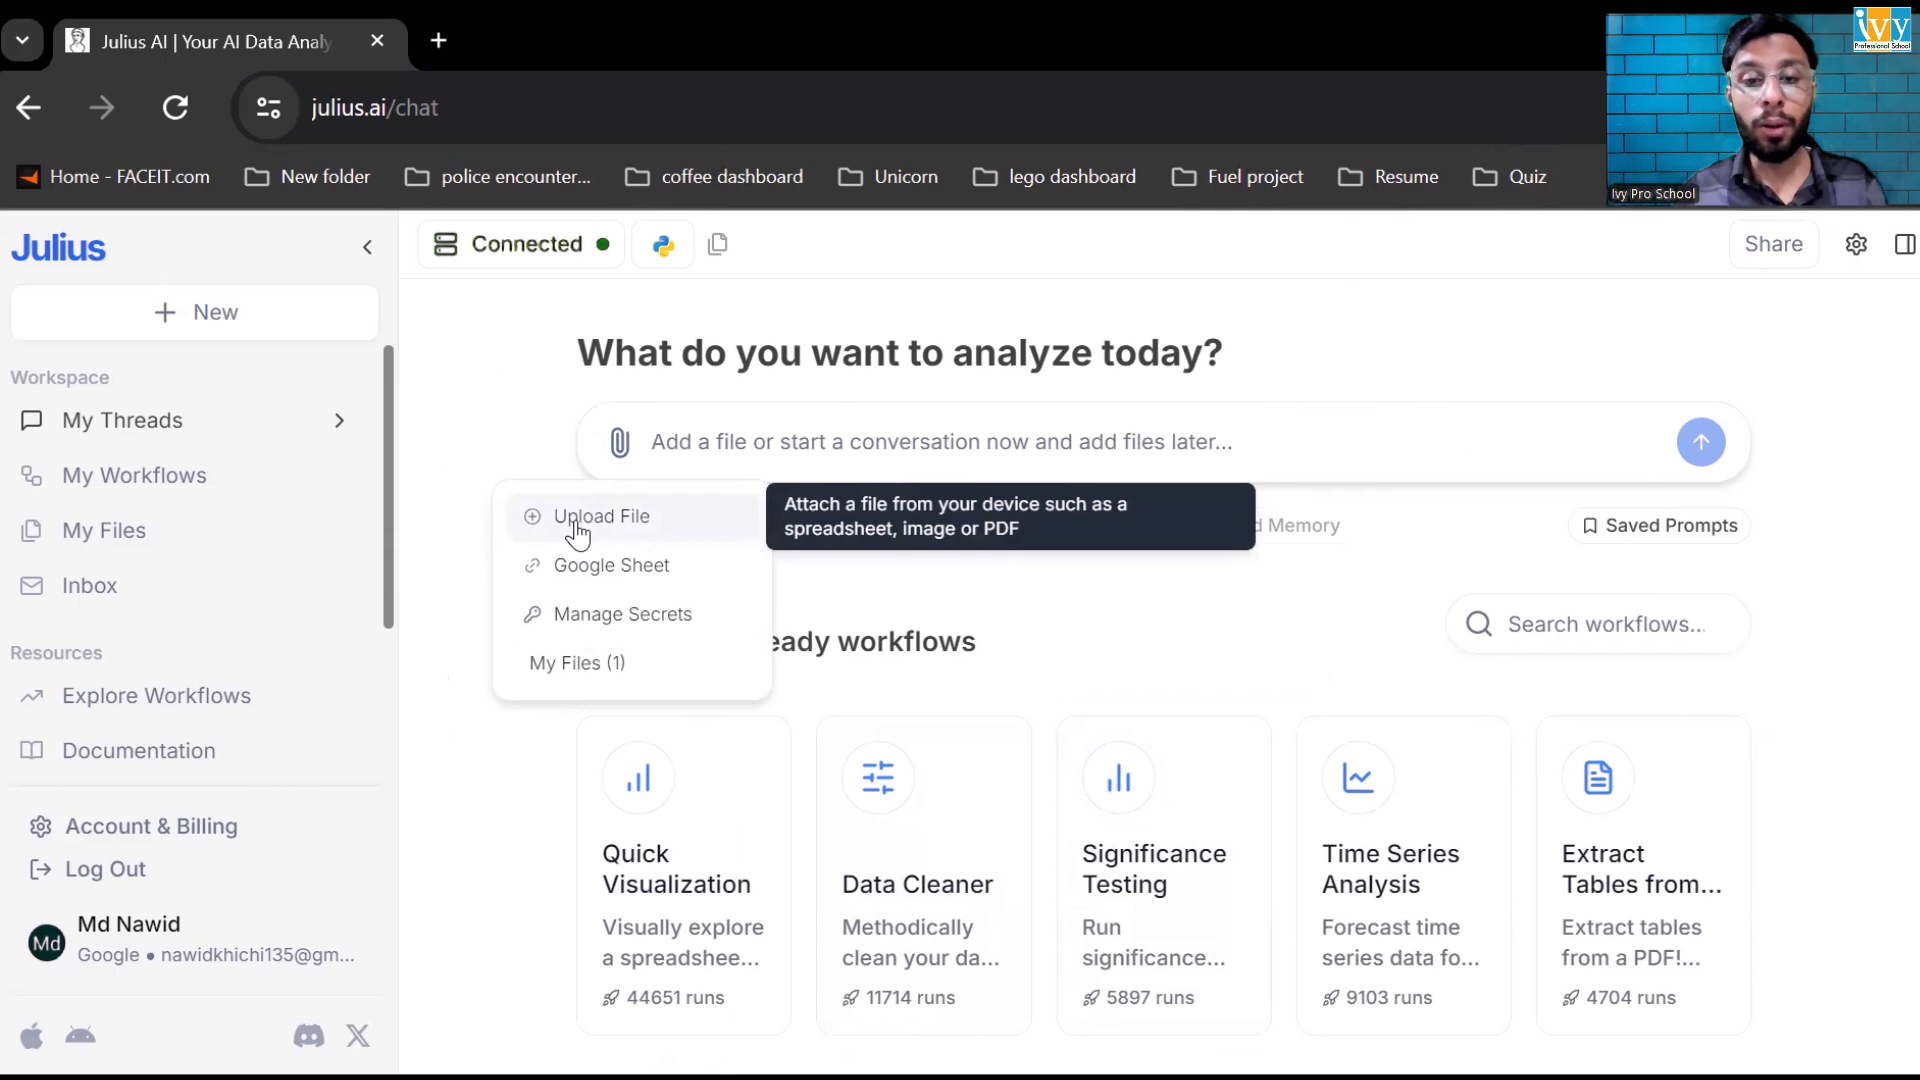 Julius AI | Your AI Data Analy
ivy
Professional School
julius.ai/chat
Home - FACEIT.com
New folder
police encounter...
coffee dashboard
Unicorn
lego dashboard
Fuel project
Resume
Quiz
Ivy Pro School
Julius
Connected
Share
New
What do you want to analyze today?
Workspace
My Threads
Add a file or start a conversation now and add files later...
My Workflows
Upload File
Attach a file from your device such as a
spreadsheet, image or PDF
d Memory
Saved Prompts
My Files
Google Sheet
Inbox
Manage Secrets
eady workflows
Search workflows...
My Files (1)
Resources
Explore Workflows
Documentation
Account & Billing
Log Out
Md
Md Nawid
Google • nawidkhichi135@gm...
Quick
Visualization
Visually explore
a spreadshee...
44651 runs
Data Cleaner
Methodically
clean your da...
11714 runs
Significance
Testing
Run
significance...
5897 runs
Time Series
Analysis
Forecast time
series data fo...
9103 runs
Extract
Tables from...
Extract tables
from a PDF!...
4704 runs